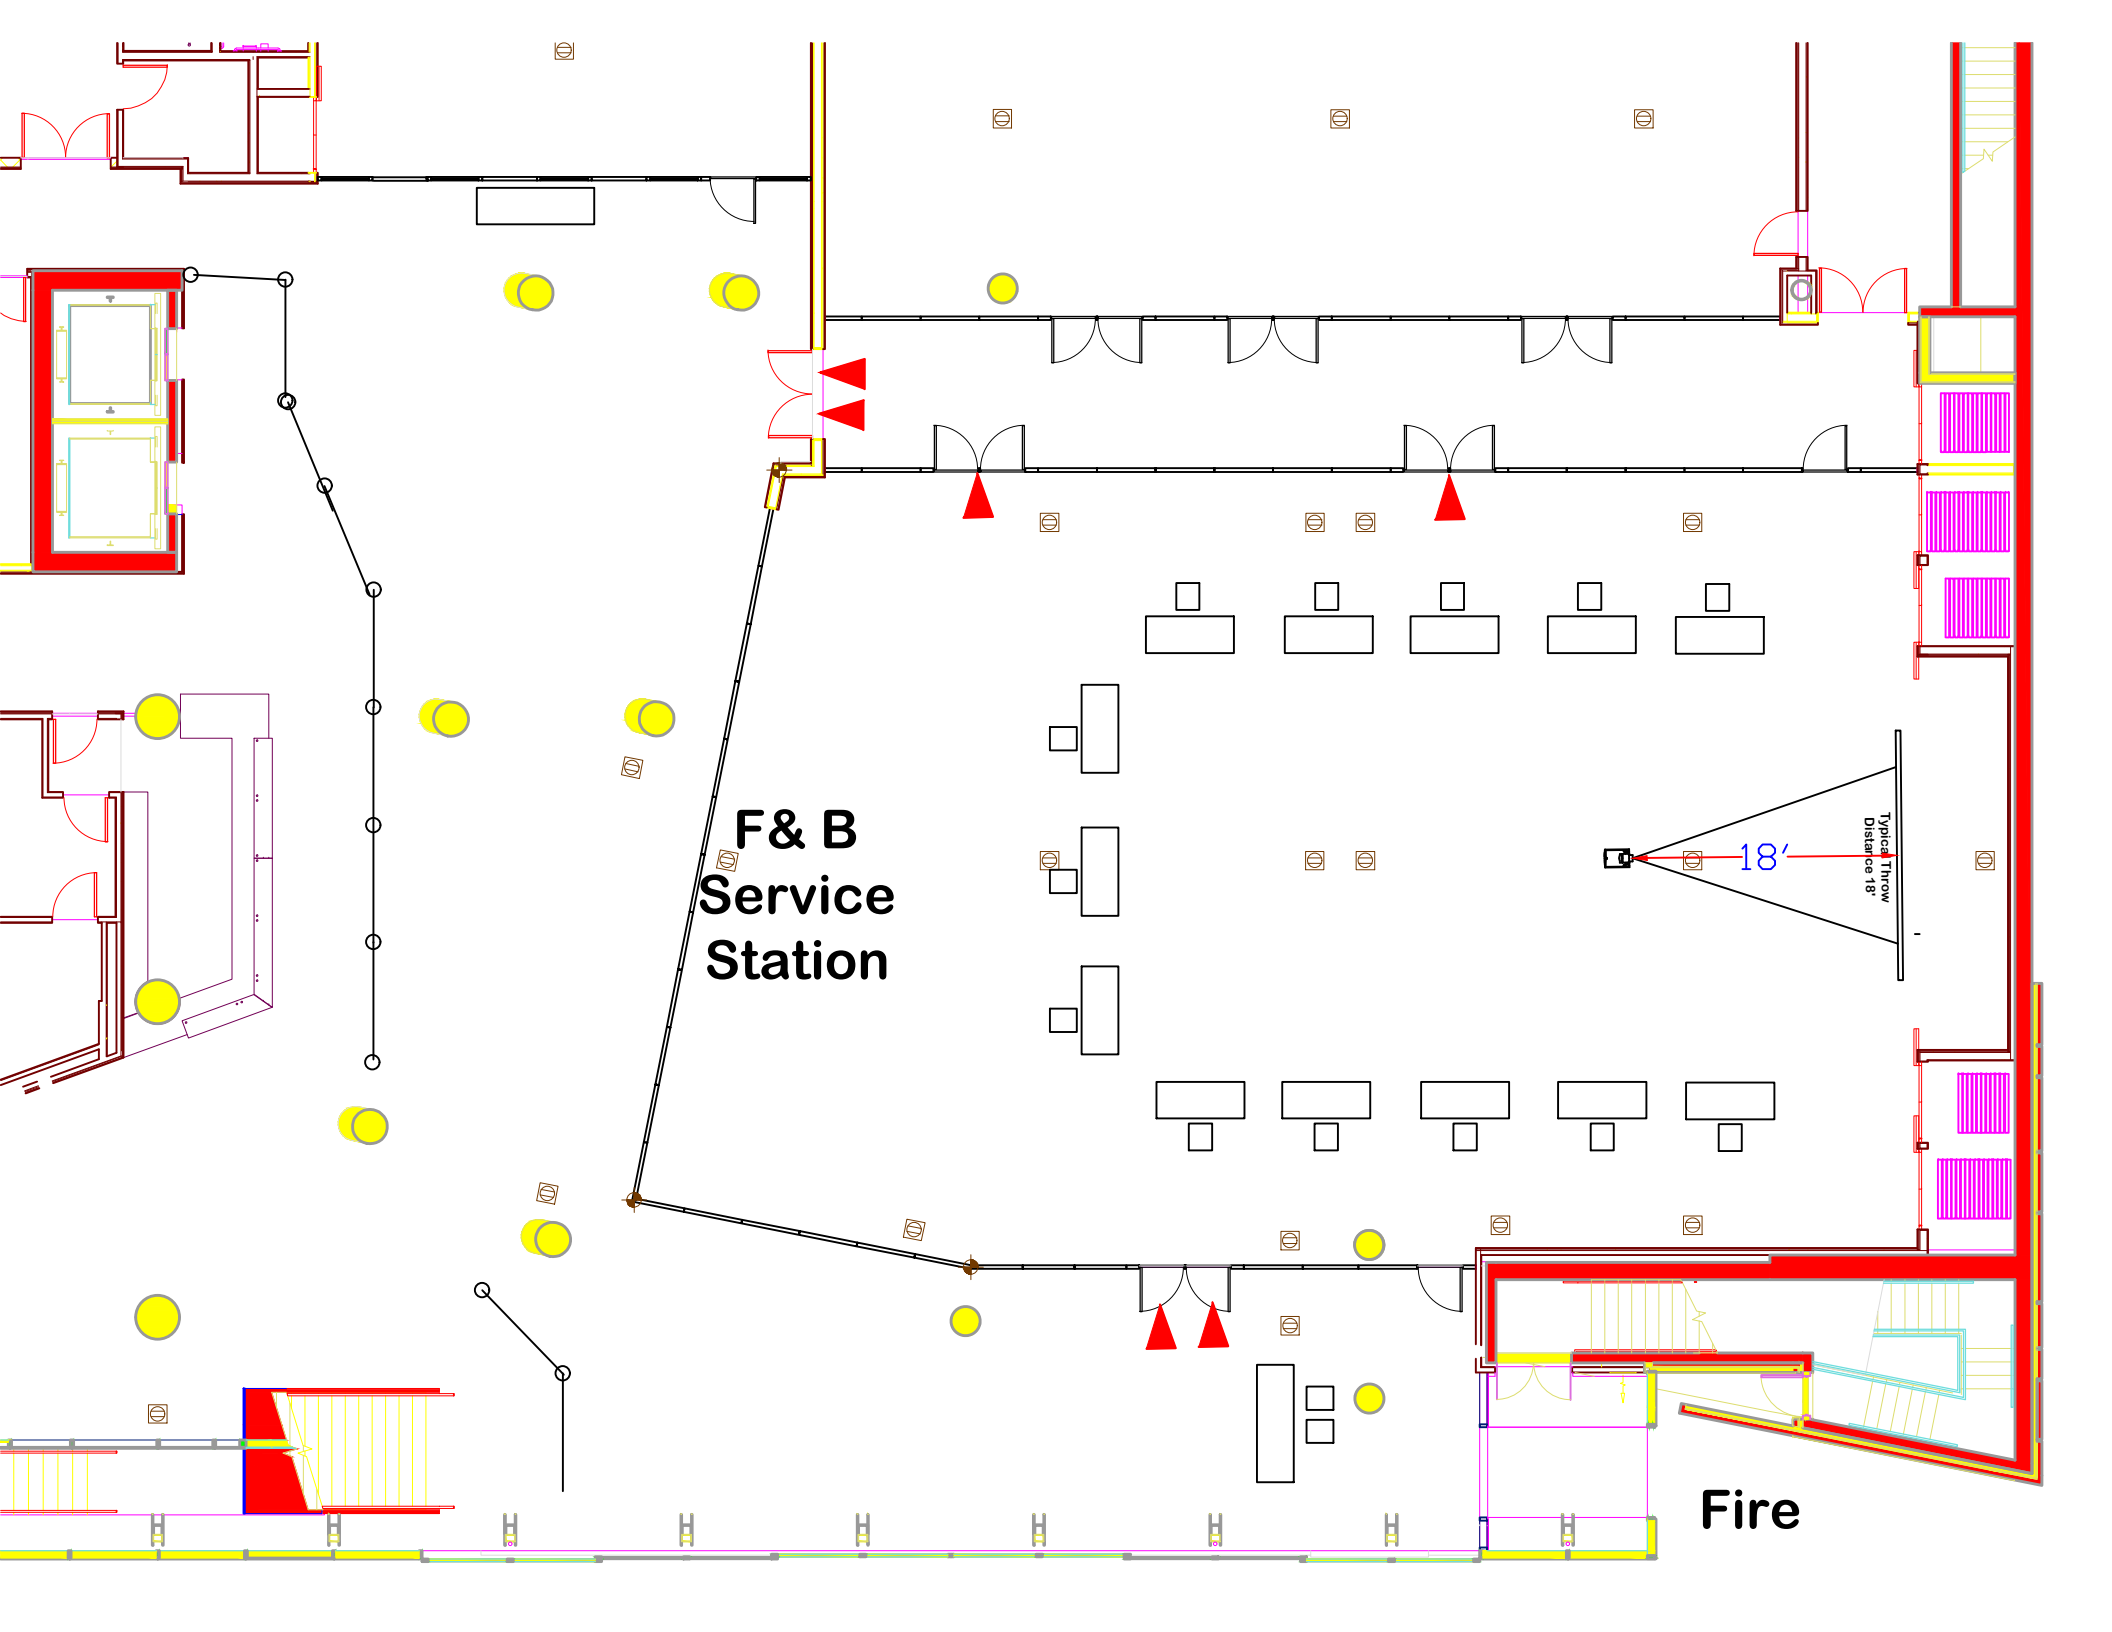 F& B
Service
Station
18'
Typical Throw
Distance 18'
Fire